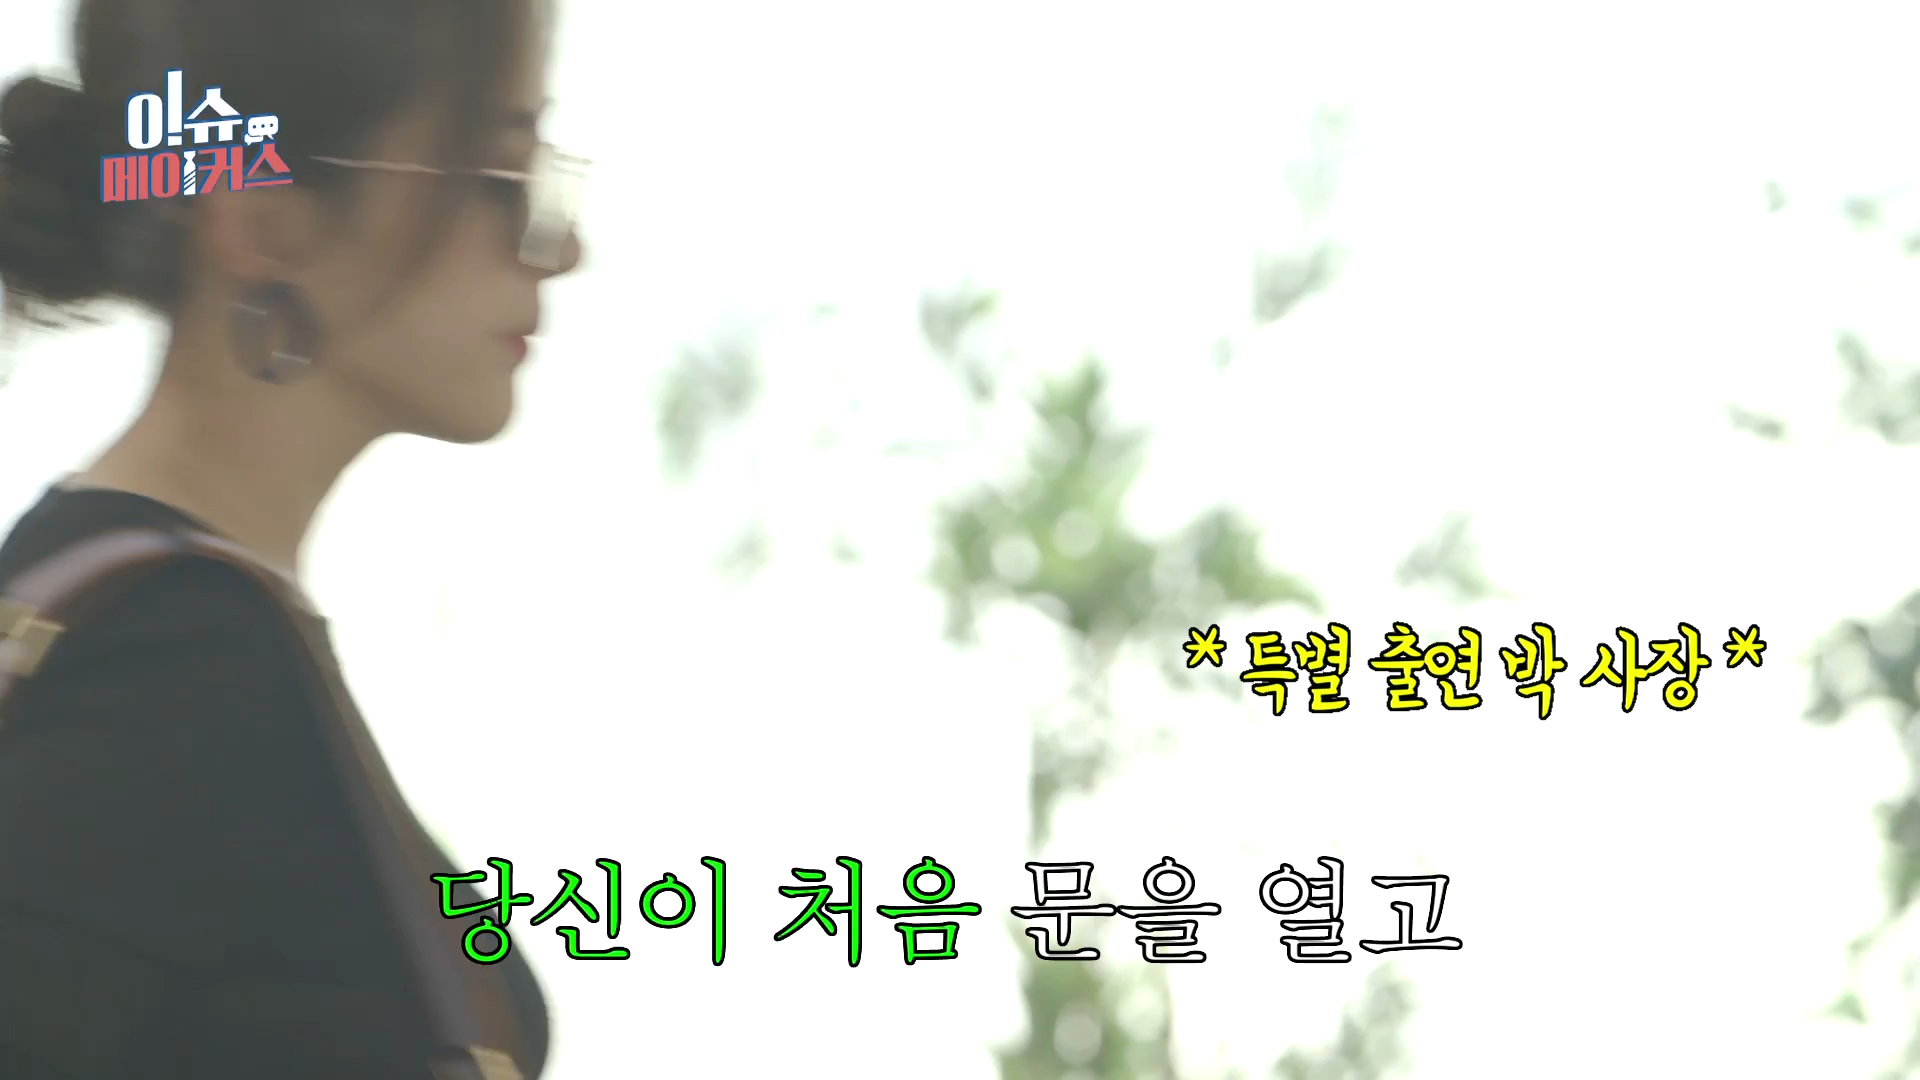 이슈
메이커스
* 특별 출연 박 사장 *
당신이 처음 문을 열고